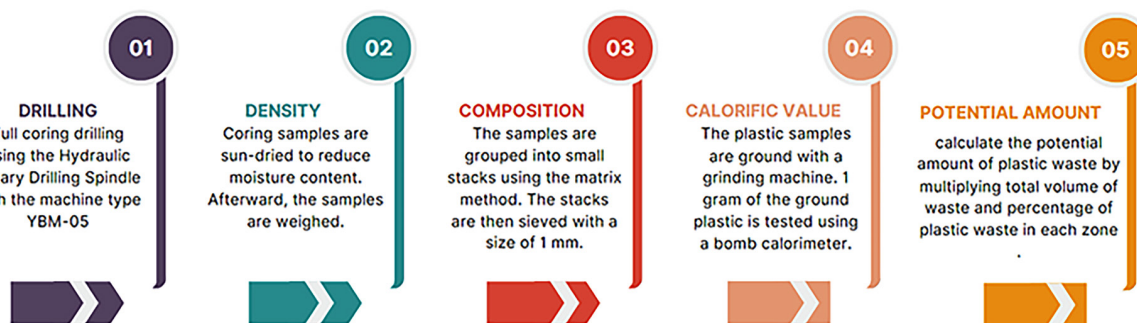 01
DRILLING
ull coring drilling
sing the Hydraulic
ary Drilling Spindle
h the machine type
YBM-05
02
DENSITY
Coring samples are
sun-dried to reduce
moisture content.
Afterward, the samples
are weighed.
03
COMPOSITION
The samples are
grouped into small
stacks using the matrix
method. The stacks
are then sieved with a
size of 1 mm.
04
CALORIFIC VALUE
The plastic samples
are ground with a
grinding machine. 1
gram of the ground
plastic is tested using
a bomb calorimeter.
05
POTENTIAL AMOUNT
calculate the potential
amount of plastic waste by
multiplying total volume of
waste and percentage of
plastic waste in each zone
.